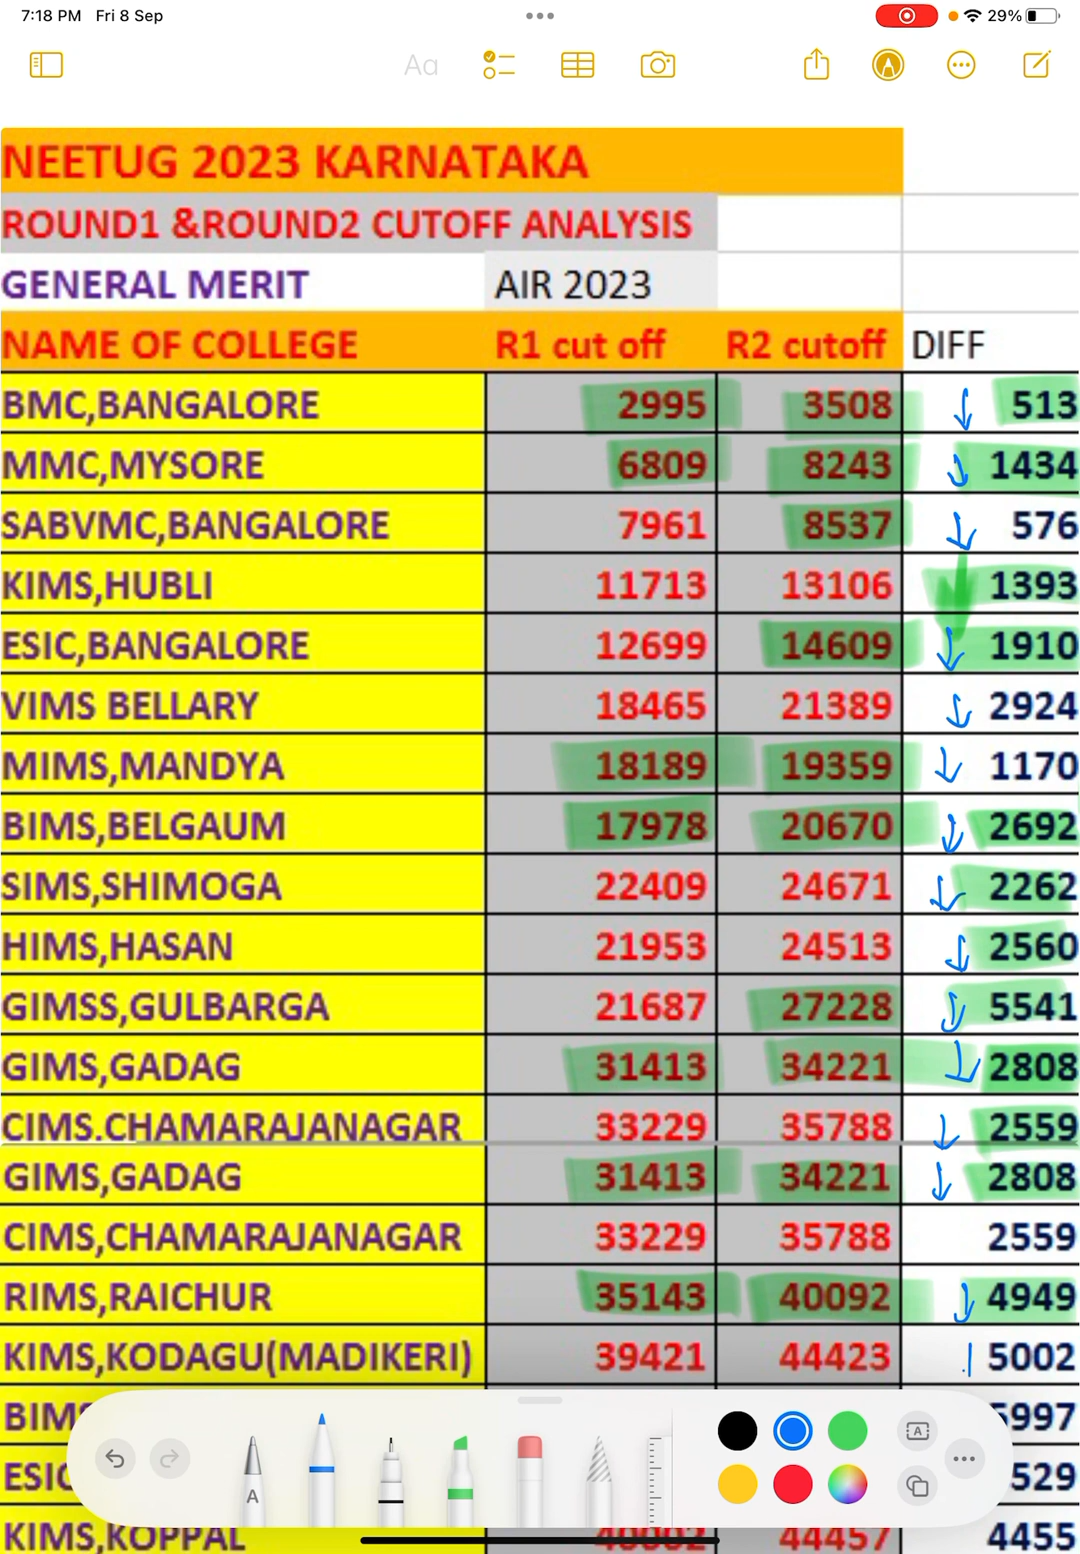 7:18 PM Fri 8 Sep 29%
Aa
NEETUG 2023 KARNATAKA
ROUND1 &ROUND2 CUTOFF ANALYSIS
GENERAL MERIT AIR 2023
NAME OF COLLEGE R1 cut off R2 cutoff DIFF
BMC,BANGALORE 2995 3508 513
MMC,MYSORE 6809 8243 1434
SABVMC,BANGALORE 7961 8537 576
KIMS,HUBLI 11713 13106 1393
ESIC,BANGALORE 12699 14609 1910
VIMS BELLARY 18465 21389 2924
MIMS,MANDYA 18189 19359 1170
BIMS,BELGAUM 17978 20670 2692
SIMS,SHIMOGA 22409 24671 2262
HIMS,HASAN 21953 24513 2560
GIMSS,GULBARGA 21687 27228 5541
GIMS,GADAG 31413 34221 2808
CIMS,CHAMARAJANAGAR 33229 35788 2559
GIMS,GADAG 31413 34221 2808
CIMS,CHAMARAJANAGAR 33229 35788 2559
RIMS,RAICHUR 35143 40092 4949
KIMS,KODAGU(MADIKERI) 39421 44423 5002
BIMS 5997
ESIC 529
KIMS,KOPPAL 40002 44457 4455
A
A